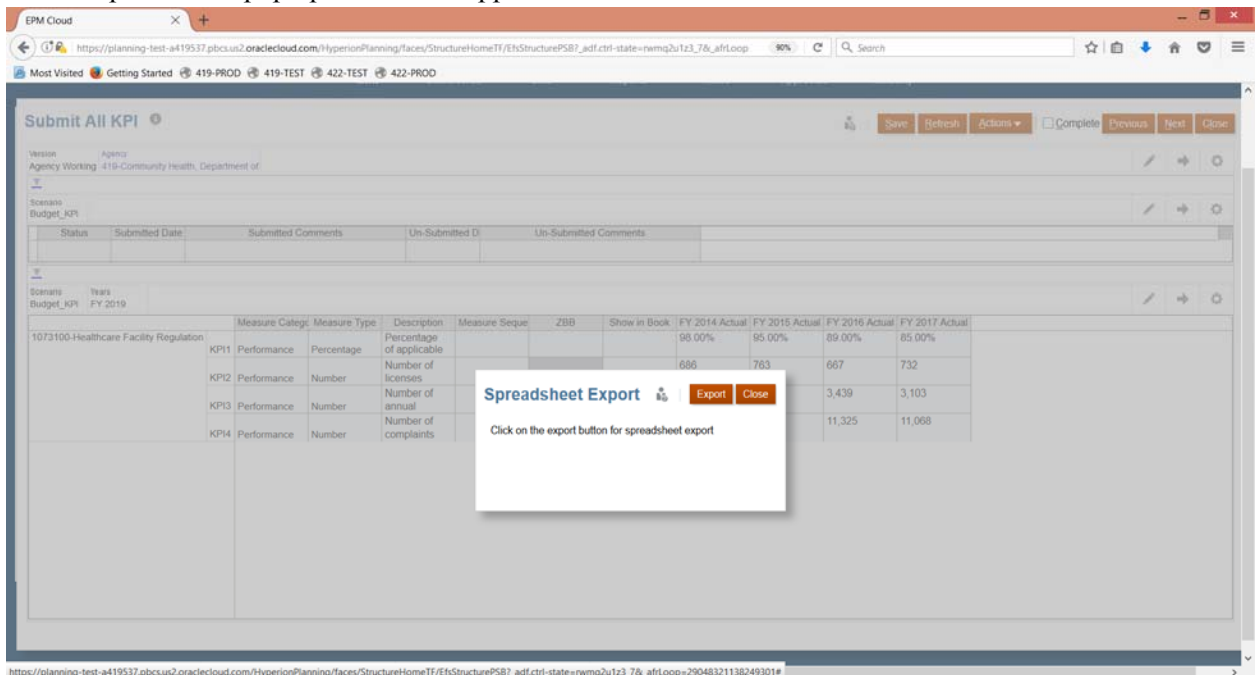 EPM Cloud
https://planning-test-a419537.pbcs.us2.oraclecloud.com/HyperionPlanning/faces/StructureHomeTF/EfsStructurePSB?_adf.ctrl-state=rwmq2u1z3_7&_afrLoop 90% Search
Most Visited Getting Started 419-PROD 419-TEST 422-TEST 422-PROD
Submit All KPI Save Refresh Actions Complete Previous Next Close
Version Agency
Agency Working 419-Community Health, Department of
Scenario
Budget_KPI
Status Submitted Date Submitted Comments Un-Submitted D Un-Submitted Comments
Scenario Years
Budget_KPI FY 2019
Measure Catego Measure Type Description Measure Seque ZBB Show in Book FY 2014 Actual FY 2015 Actual FY 2016 Actual FY 2017 Actual
1073100-Healthcare Facility Regulation KPI1 Performance Percentage Percentage of applicable 98.00% 95.00% 89.00% 85.00%
KPI2 Performance Number Number of licenses 686 763 667 732
KPI3 Performance Number Number of annual 3,439 3,103
KPI4 Performance Number Number of complaints 11,325 11,068
Spreadsheet Export Export Close
Click on the export button for spreadsheet export
https://planning-test-a419537.pbcs.us2.oraclecloud.com/HyperionPlanning/faces/StructureHomeTF/EfsStructurePSB?_adf.ctrl-state=rwmq2u1z3_7&_afrLoop=29048321138249301#